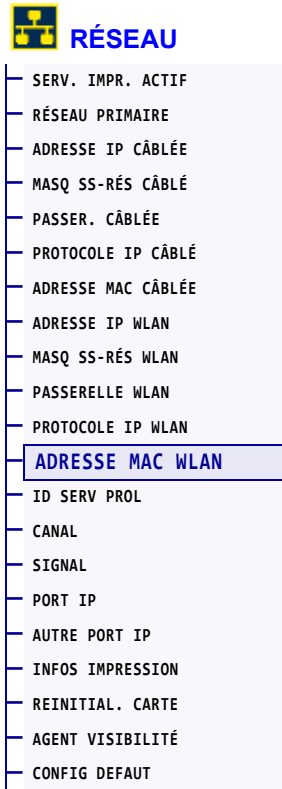 RÉSEAU
SERV. IMPR. ACTIF
RÉSEAU PRIMAIRE
ADRESSE IP CÂBLÉE
MASQ SS-RÉS CÂBLÉ
PASSER. CÂBLÉE
PROTOCOLE IP CÂBLÉ
ADRESSE MAC CÂBLÉE
ADRESSE IP WLAN
MASQ SS-RÉS WLAN
PASSERELLE WLAN
PROTOCOLE IP WLAN
ADRESSE MAC WLAN
ID SERV PROL
CANAL
SIGNAL
PORT IP
AUTRE PORT IP
INFOS IMPRESSION
REINITIAL. CARTE
AGENT VISIBILITÉ
CONFIG DEFAUT